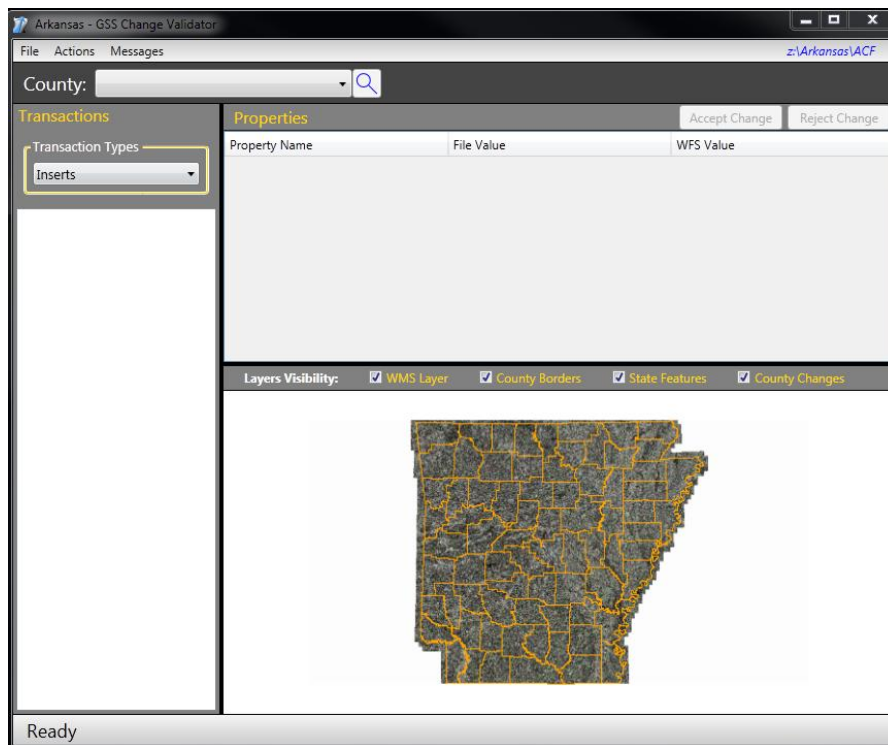 Arkansas - GSS Change Validator
File Actions Messages z:\Arkansas\ACF
County:
Transactions
Transaction Types
Inserts
Properties Accept Change Reject Change
Property Name File Value WFS Value
Layers Visibility: WMS Layer County Borders State Features County Changes
Ready